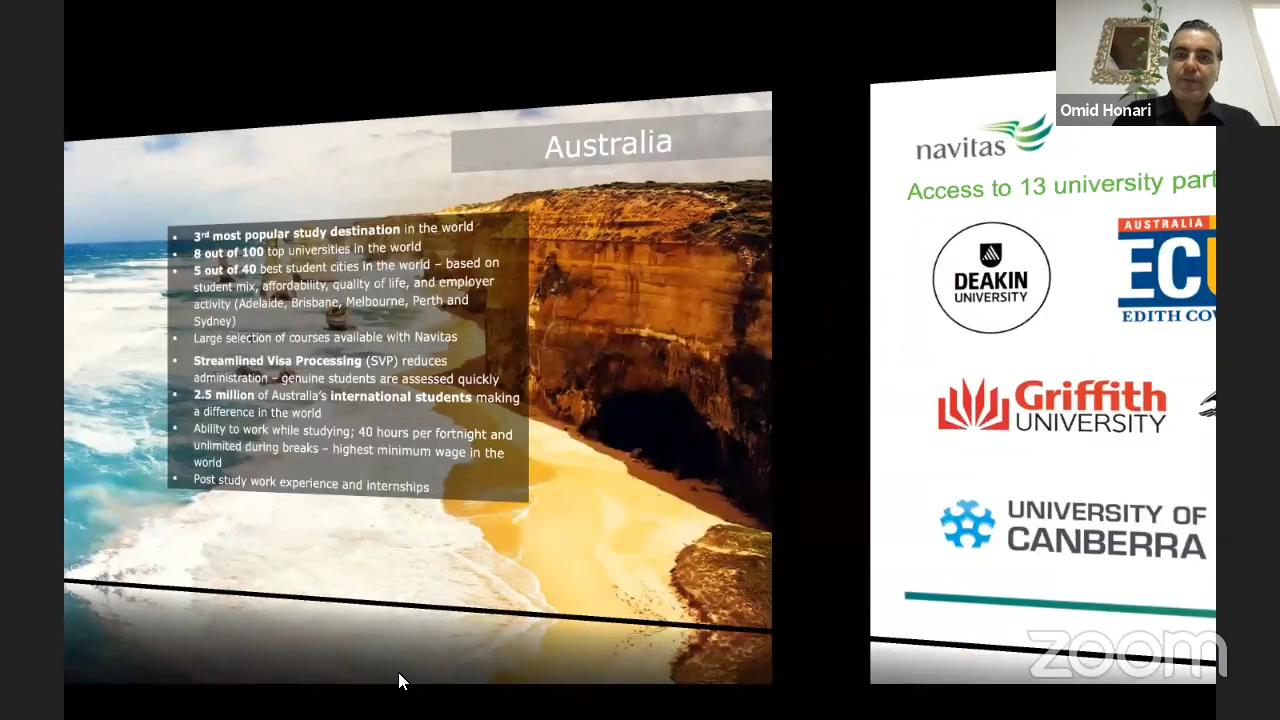 Australia
3rd most popular study destination in the world
8 out of 100 top universities in the world
5 out of 40 best student cities in the world – based on
student mix, affordability, quality of life, and employer
activity (Adelaide, Brisbane, Melbourne, Perth and
Sydney)
Large selection of courses available with Navitas
Streamlined Visa Processing (SVP) reduces
administration – genuine students are assessed quickly
2.5 million of Australia's international students making
a difference in the world
Ability to work while studying; 40 hours per fortnight and
unlimited during breaks – highest minimum wage in the
world
Post study work experience and internships
navitas
Access to 13 university part
DEAKIN
UNIVERSITY
AUSTRALIA
ECU
EDITH COW
Griffith
UNIVERSITY
UNIVERSITY OF
CANBERRA
Omid Honari
zoom